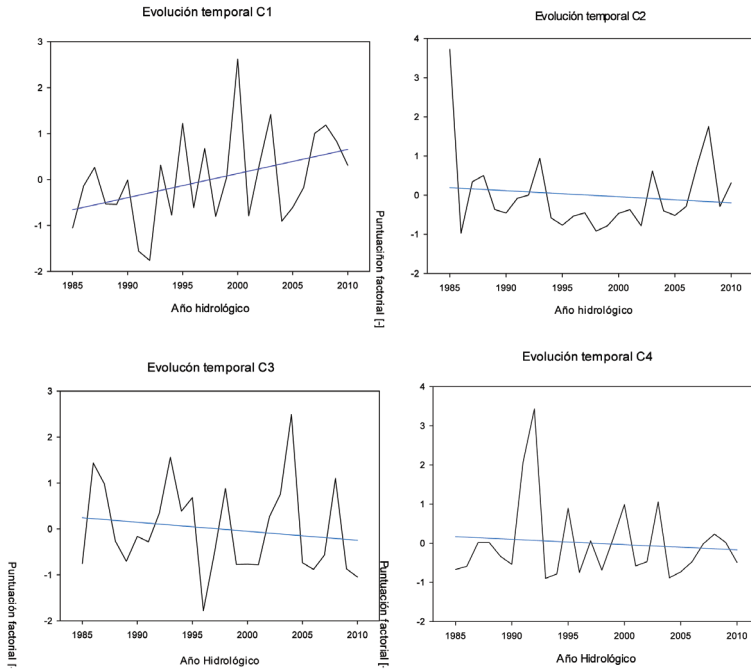 Evolución temporal C1
3
2
1
0
-1
-2
1985 1990 1995 2000 2005 2010
Año hidrológico
Evolución temporal C2
Puntuaciñon factorial [-]
4
3
2
1
0
-1
-2
1985 1990 1995 2000 2005 2010
Año hidrológico
Evolucón temporal C3
Puntuación factorial [-
3
2
1
0
-1
-2
1985 1990 1995 2000 2005 2010
Año Hidrológico
Evolución temporal C4
Puntuación factorial [-
4
3
2
1
0
-1
-2
1985 1990 1995 2000 2005 2010
Año Hidrológico